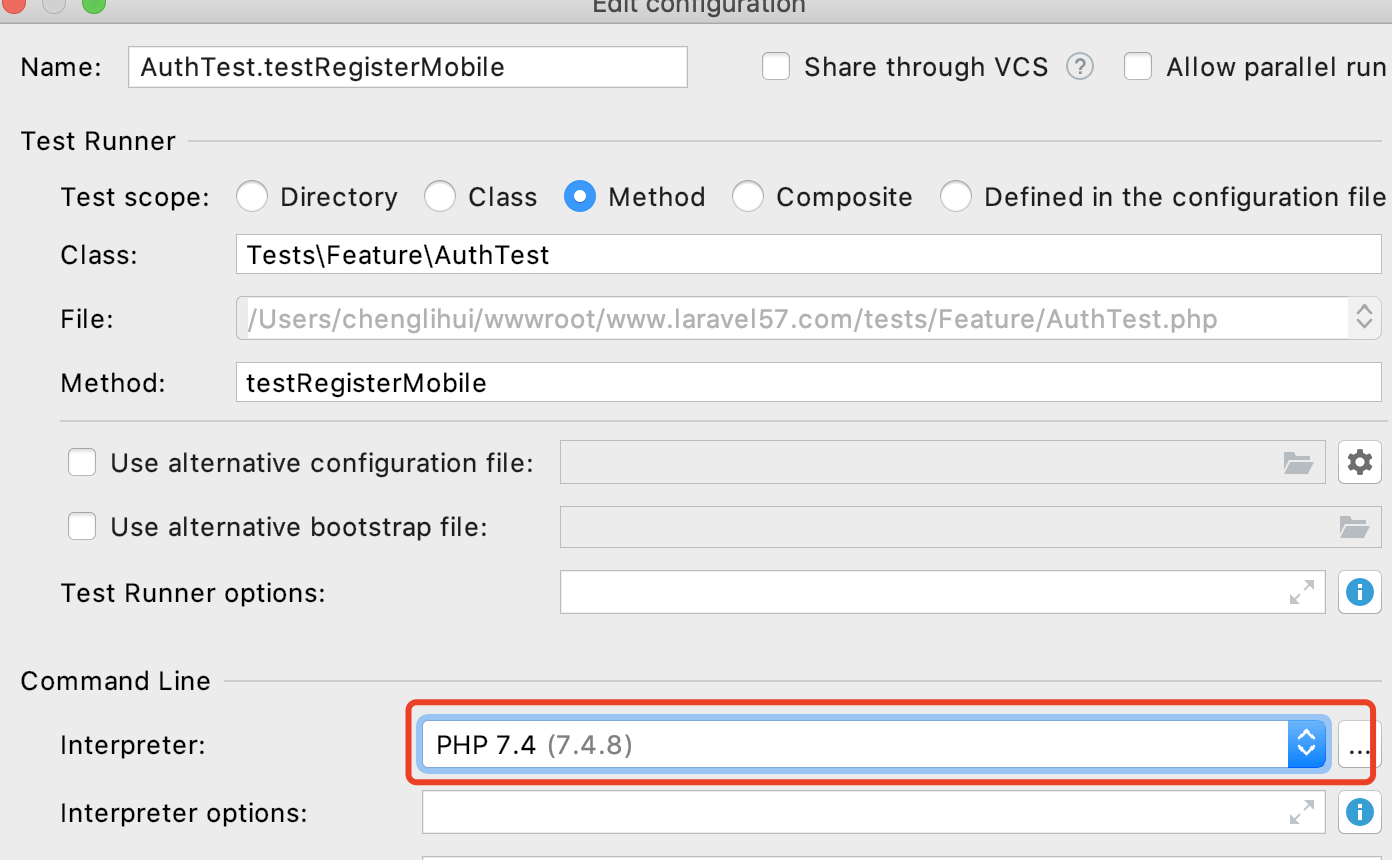 Edit configuration
Name: AuthTest.testRegisterMobile Share through VCS ? Allow parallel run
Test Runner
Test scope: Directory Class Method Composite Defined in the configuration file
Class: Tests\Feature\AuthTest
File: /Users/chenglihui/wwwroot/www.laravel57.com/tests/Feature/AuthTest.php
Method: testRegisterMobile
Use alternative configuration file:
Use alternative bootstrap file:
Test Runner options:
Command Line
Interpreter: PHP 7.4 (7.4.8) ...
Interpreter options: